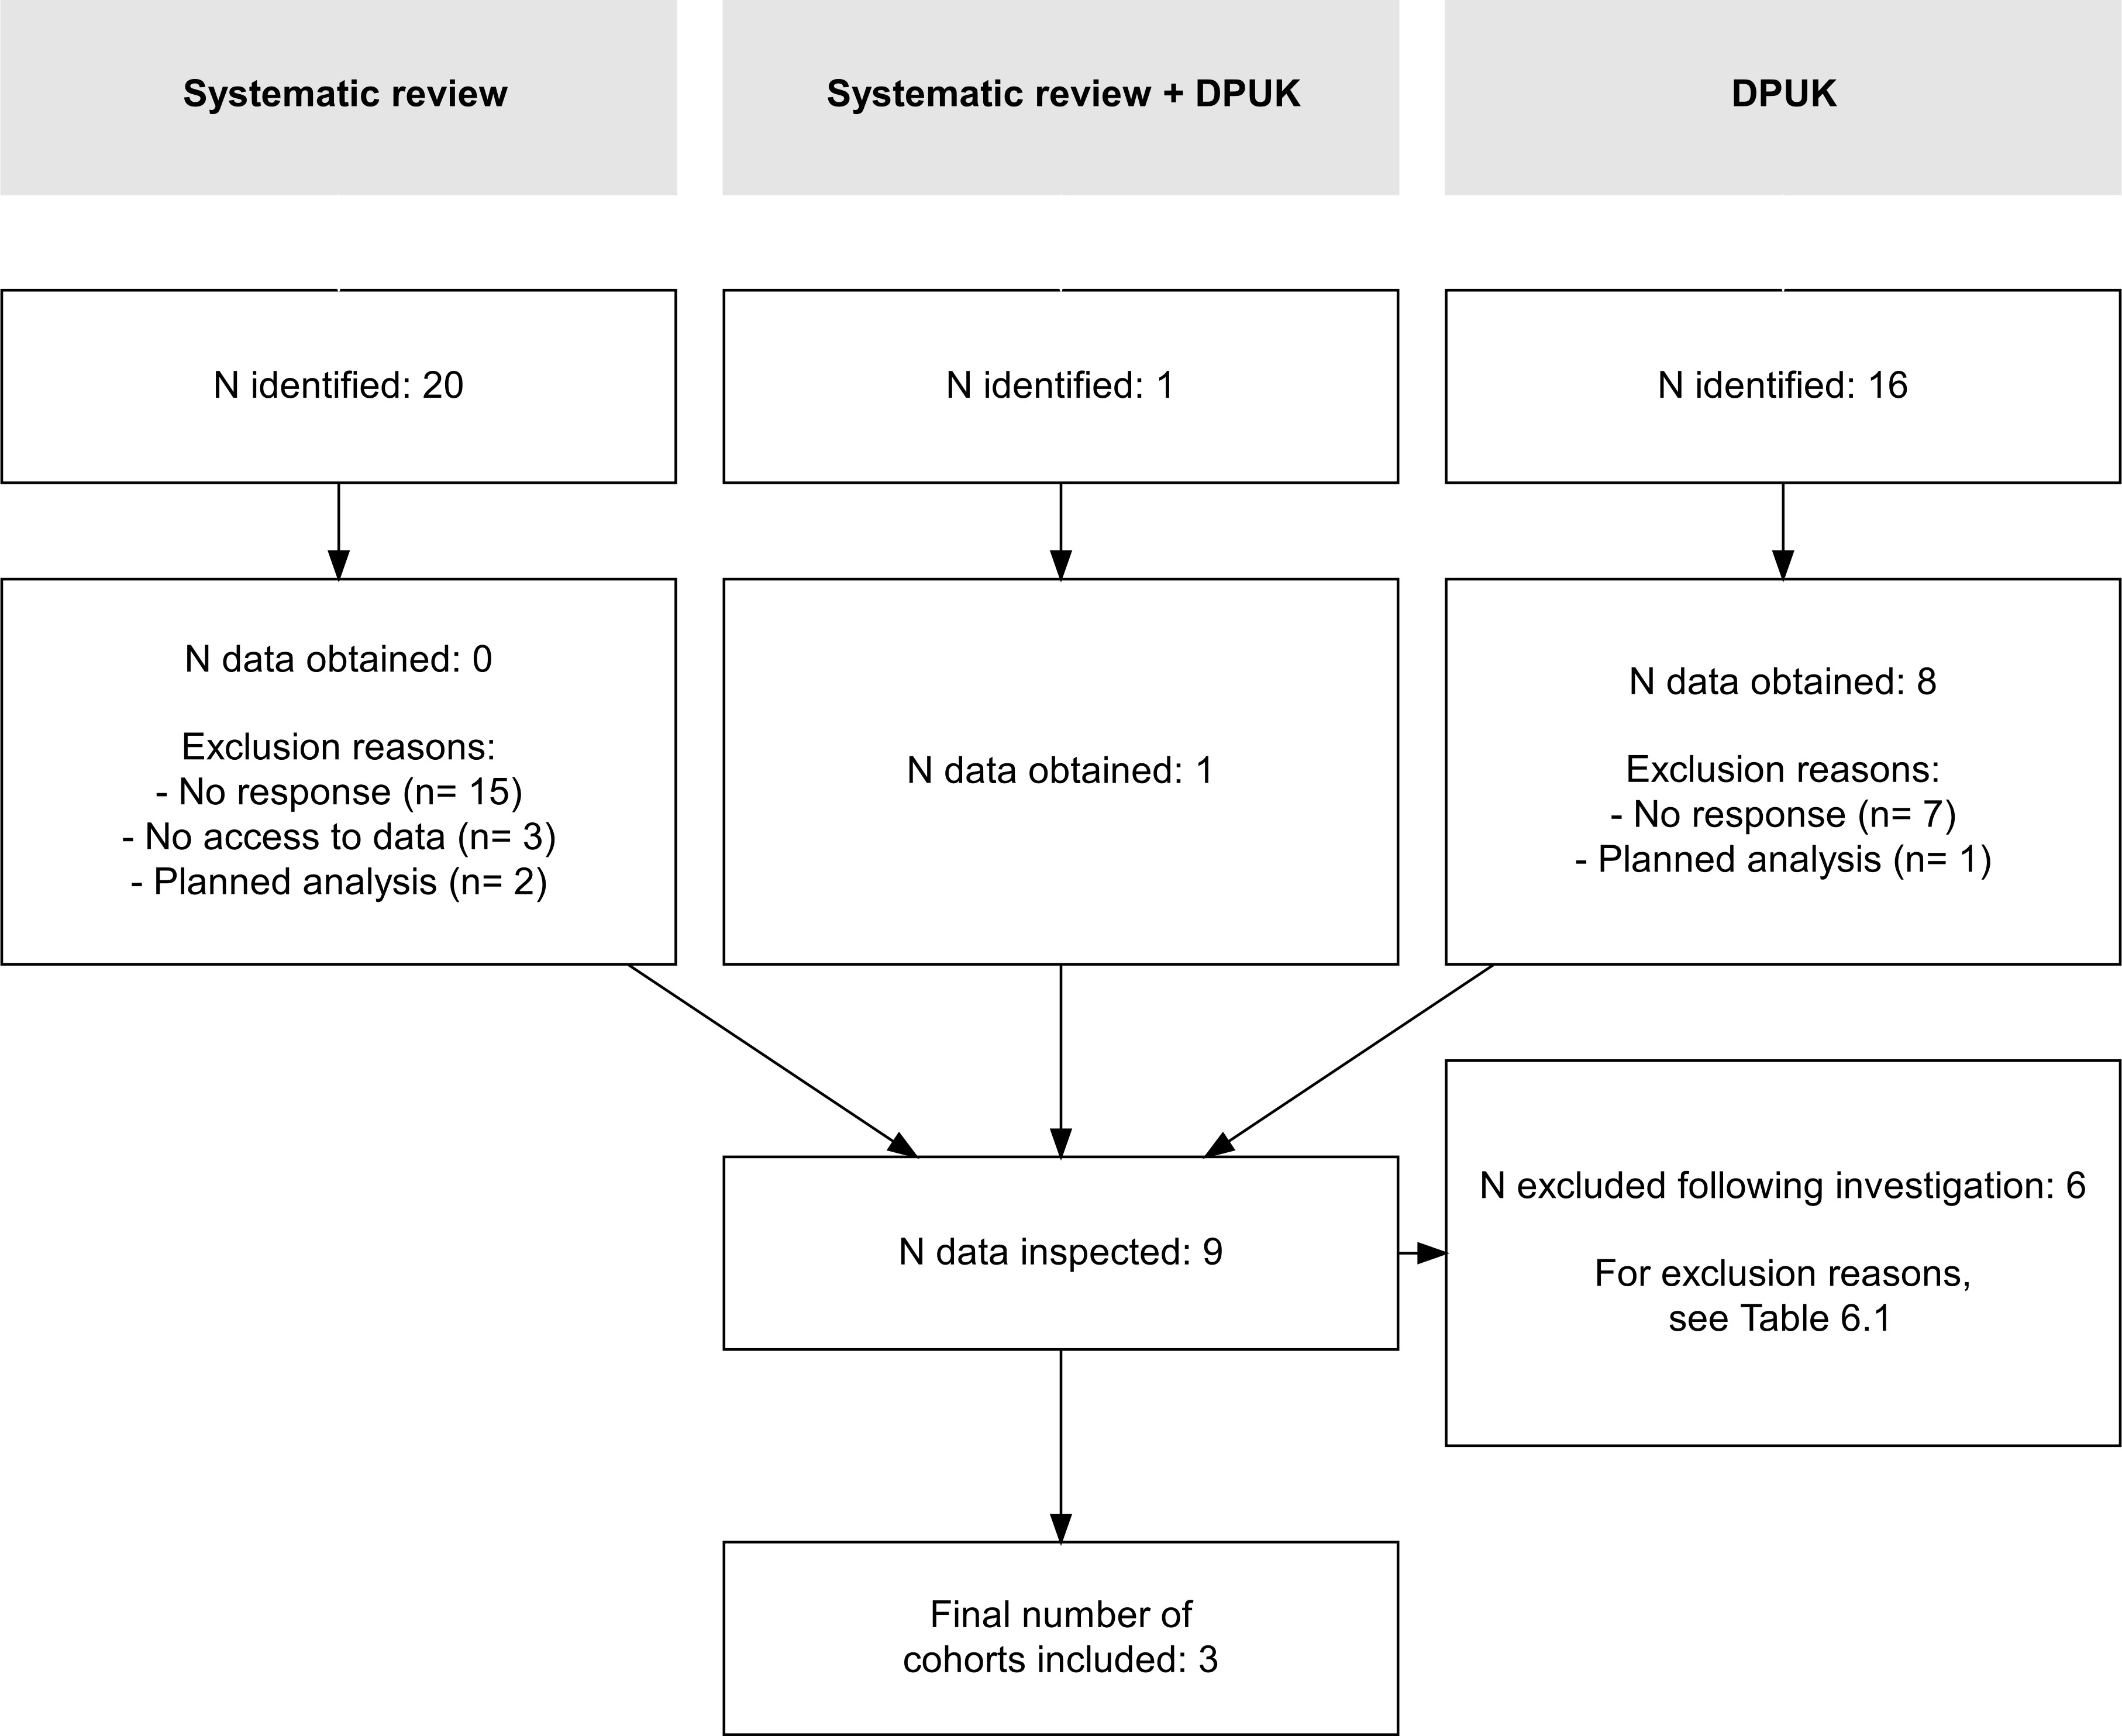 Systematic review
Systematic review + DPUK
DPUK
N identified: 20
N identified: 1
N identified: 16
N data obtained: 0
Exclusion reasons:
- No response (n= 15)
- No access to data (n= 3)
- Planned analysis (n= 2)
N data obtained: 1
N data obtained: 8
Exclusion reasons:
- No response (n= 7)
- Planned analysis (n= 1)
N data inspected: 9
N excluded following investigation: 6
For exclusion reasons,
see Table 6.1
Final number of
cohorts included: 3